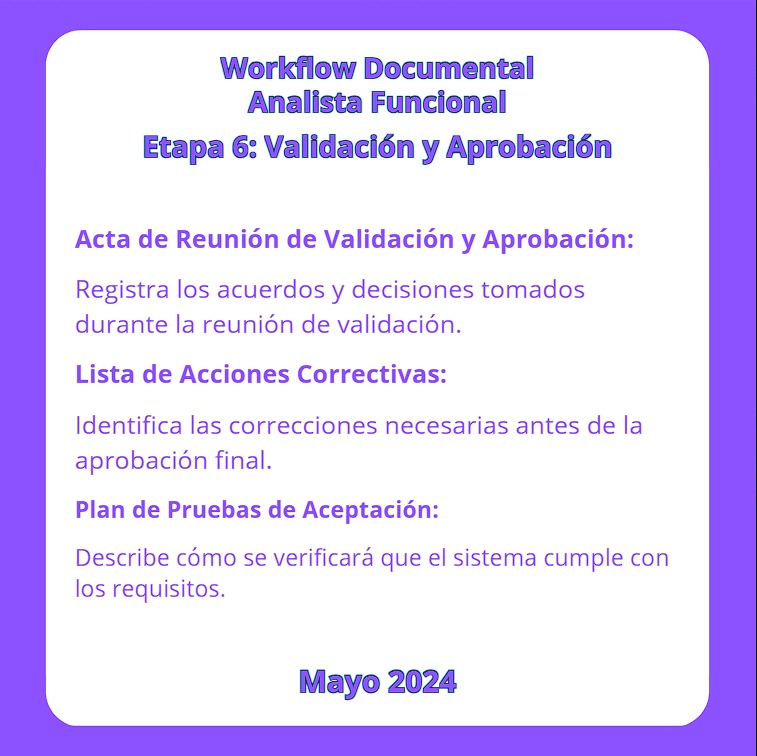 Workflow Documental
Analista Funcional
Etapa 6: Validación y Aprobación
Acta de Reunión de Validación y Aprobación:
Registra los acuerdos y decisiones tomados
durante la reunión de validación.
Lista de Acciones Correctivas:
Identifica las correcciones necesarias antes de la
aprobación final.
Plan de Pruebas de Aceptación:
Describe cómo se verificará que el sistema cumple con
los requisitos.
Mayo 2024